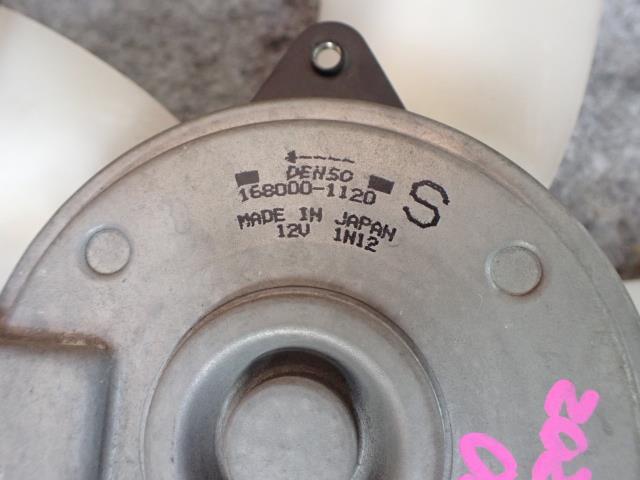 DENSO
168000-1120
S
MADE IN JAPAN
12V 1N12